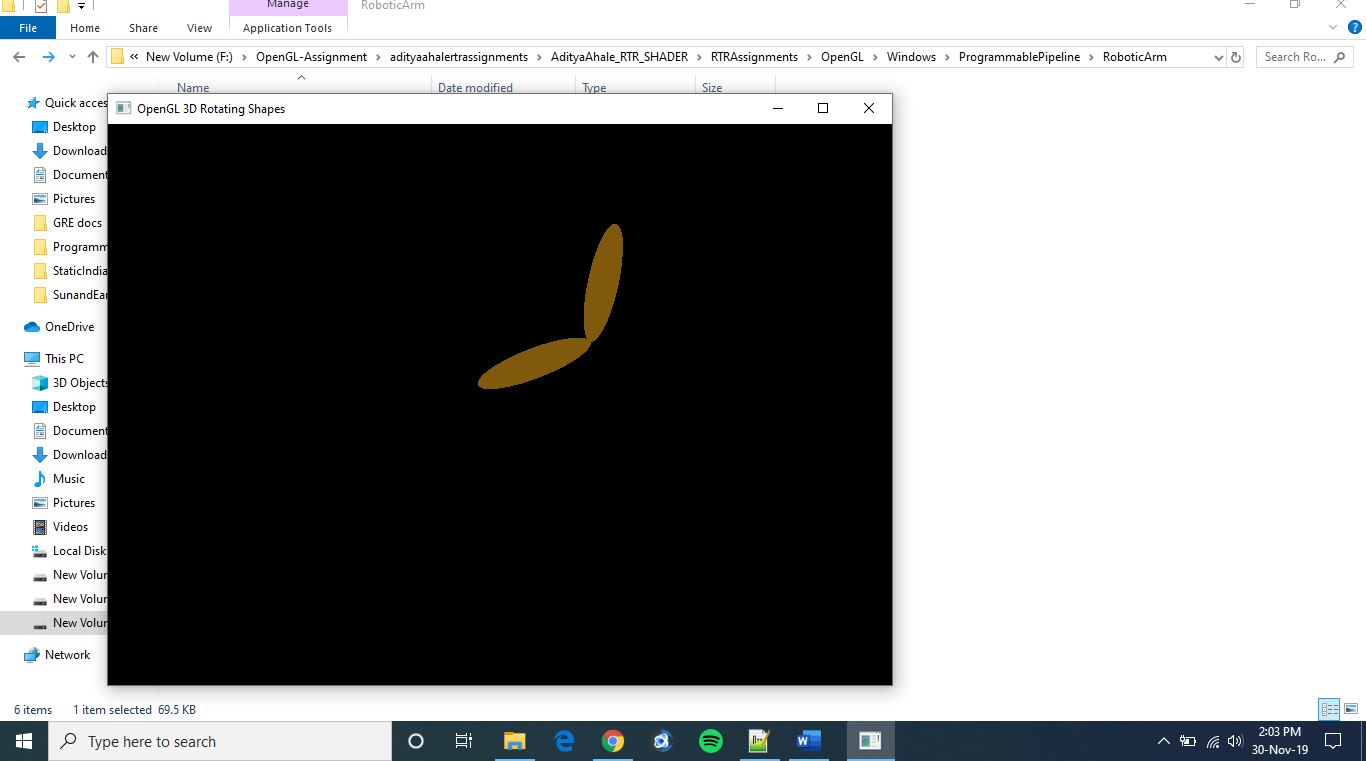 Manage RoboticArm
File Home Share View Application Tools
« New Volume (F:) > OpenGL-Assignment > adityaahalertrassignments > AdityaAhale_RTR_SHADER > RTRAssignments > OpenGL > Windows > ProgrammablePipeline > RoboticArm Search Ro...
Name Date modified Type Size
Quick acces
OpenGL 3D Rotating Shapes
Desktop
Download
Document
Pictures
GRE docs
Programm
StaticIndia
SunandEar
OneDrive
This PC
3D Objects
Desktop
Document
Download
Music
Pictures
Videos
Local Disk
New Volur
New Volur
New Volur
Network
6 items 1 item selected 69.5 KB
Type here to search
2:03 PM
30-Nov-19